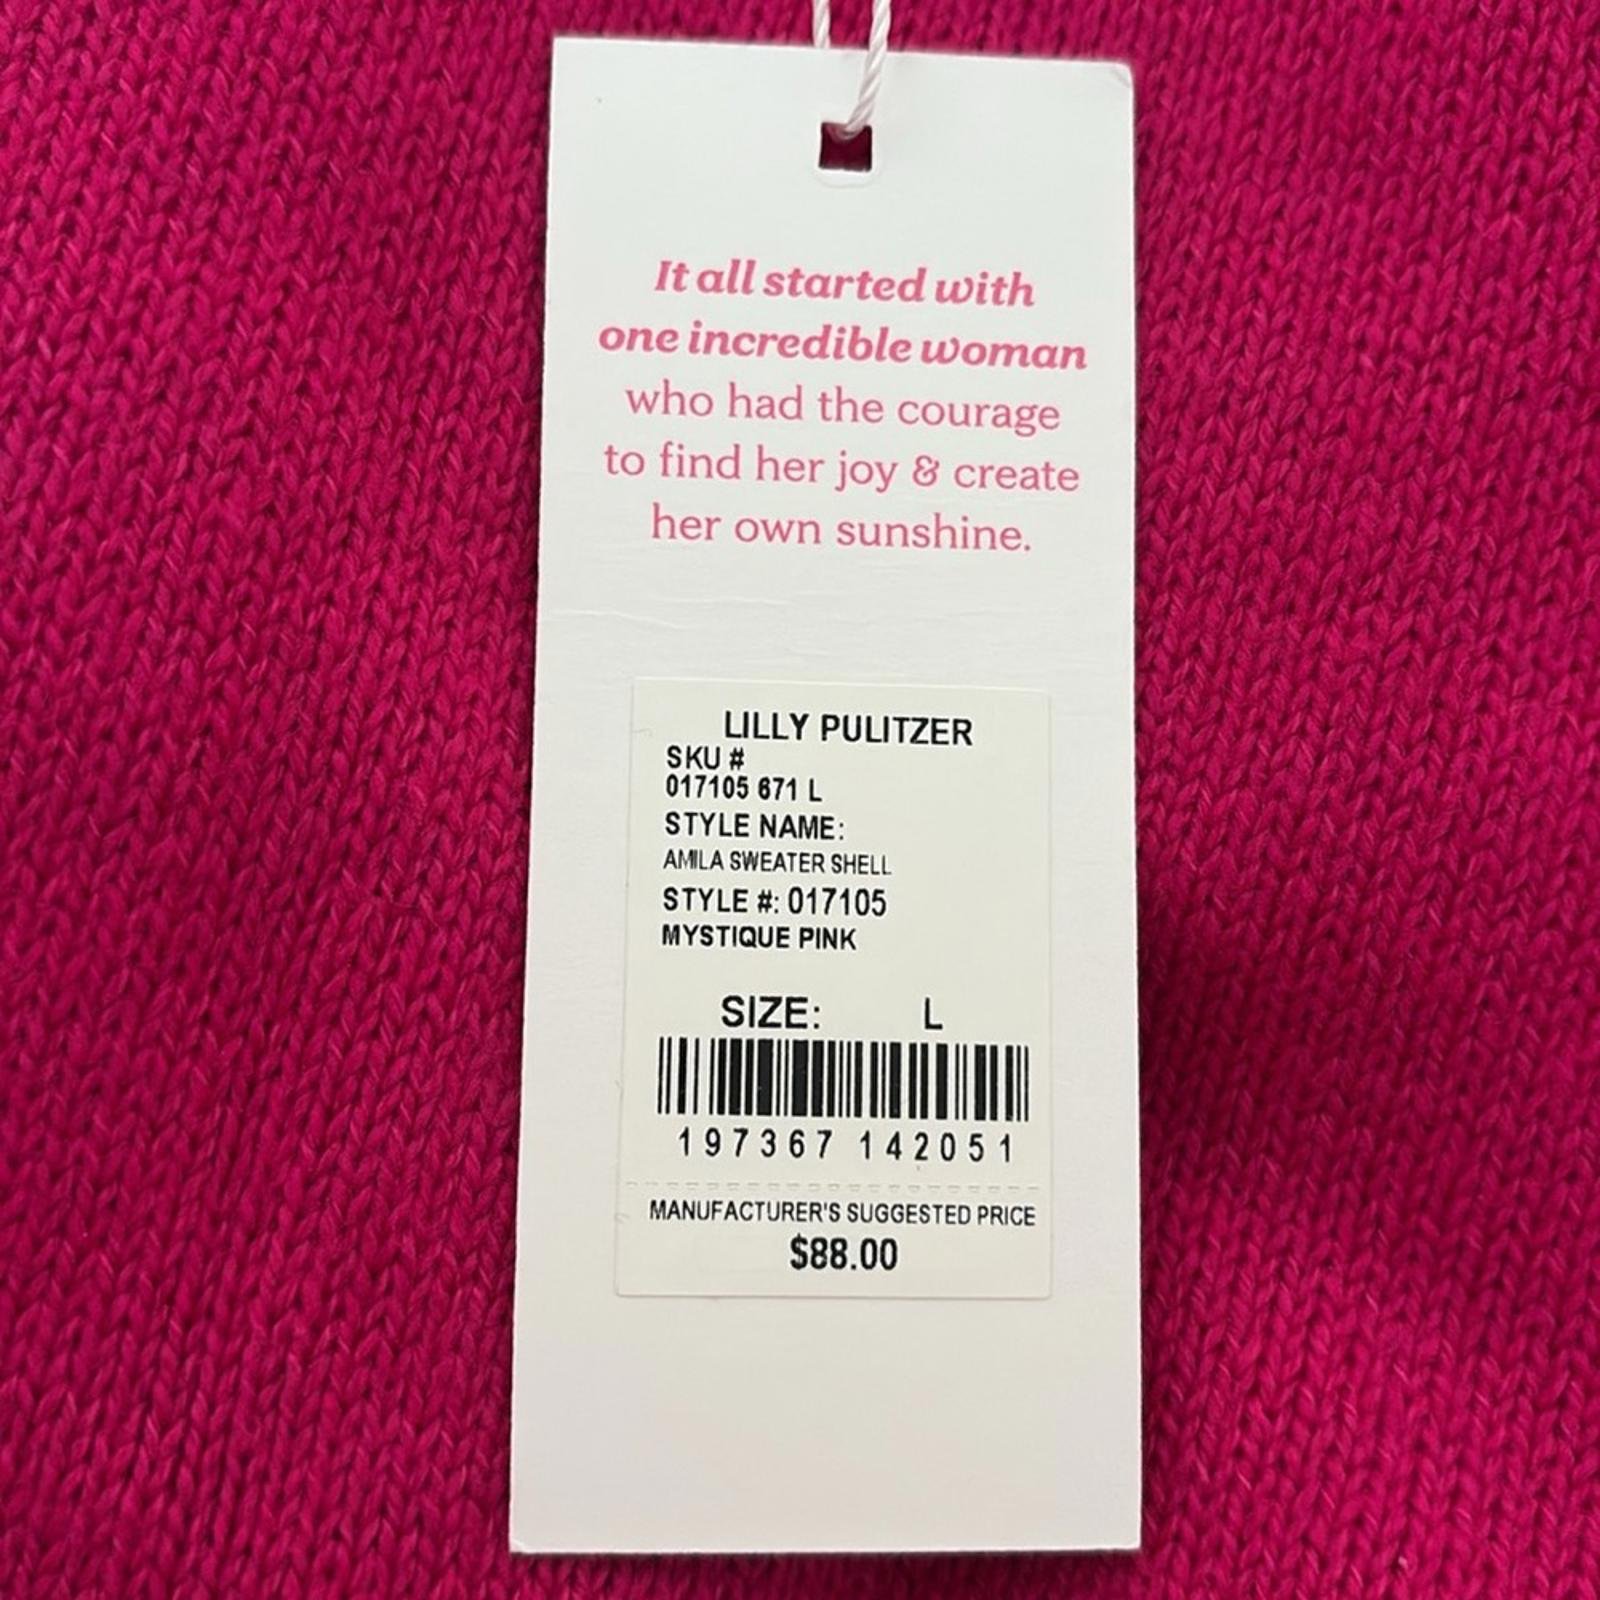 It all started with
one incredible woman
who had the courage
to find her joy & create
her own sunshine.
LILLY PULITZER
SKU #
017105 671 L
STYLE NAME:
AMILA SWEATER SHELL
STYLE #: 017105
MYSTIQUE PINK
SIZE: L
197367 142051
MANUFACTURER'S SUGGESTED PRICE
$88.00